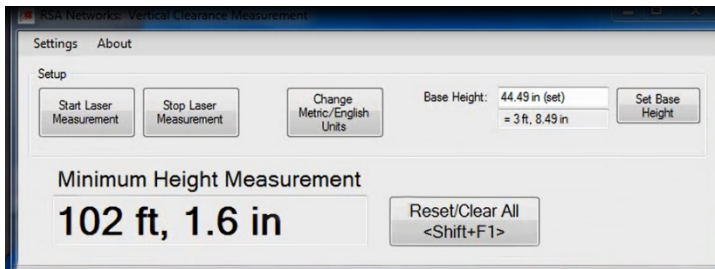 RSA Networks: Vertical Clearance Measurement
Settings About
Setup
Start Laser
Measurement
Stop Laser
Measurement
Change
Metric/English
Units
Base Height:
44.49 in (set)
= 3 ft, 8.49 in
Set Base
Height
Minimum Height Measurement
102 ft, 1.6 in
Reset/Clear All
<Shift+F1>